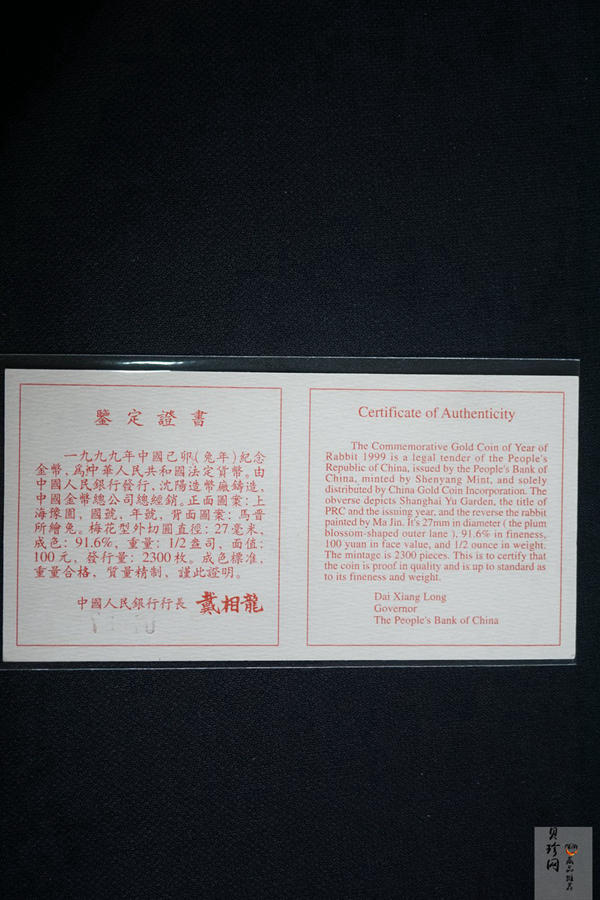 鑒定證書
一九九九年中國己卯(兔年)紀念
金幣,爲中華人民共和國法定貨幣。由
中國人民銀行發行,沈陽造幣廠鑄造,
中國金幣總公司總經銷。正面圖案:上
海豫園,國號,年號,背面圖案:馬晋
所繪兔。梅花型外切圓直徑:27毫米,
成色:91.6%,重量:1/2盎司,面值:
100元,發行量:2300枚。成色標准,
重量合格,質量精制,謹此證明。
中國人民銀行行長 戴相龍
Certificate of Authenticity
The Commemorative Gold Coin of Year of
Rabbit 1999 is a legal tender of the People's
Republic of China, issued by the People's Bank of
China, minted by Shenyang Mint, and solely
distributed by China Gold Coin Incorporation. The
obverse depicts Shanghai Yu Garden, the title of
PRC and the issuing year, and the reverse the rabbit
painted by Ma Jin. It's 27mm in diameter ( the plum
blossom-shaped outer lane ), 91.6% in fineness,
100 yuan in face value, and 1/2 ounce in weight.
The mintage is 2300 pieces. This is to certify that
the coin is proof in quality and is up to standard as
to its fineness and weight.
Dai Xiang Long
Governor
The People's Bank of China
貝珍网